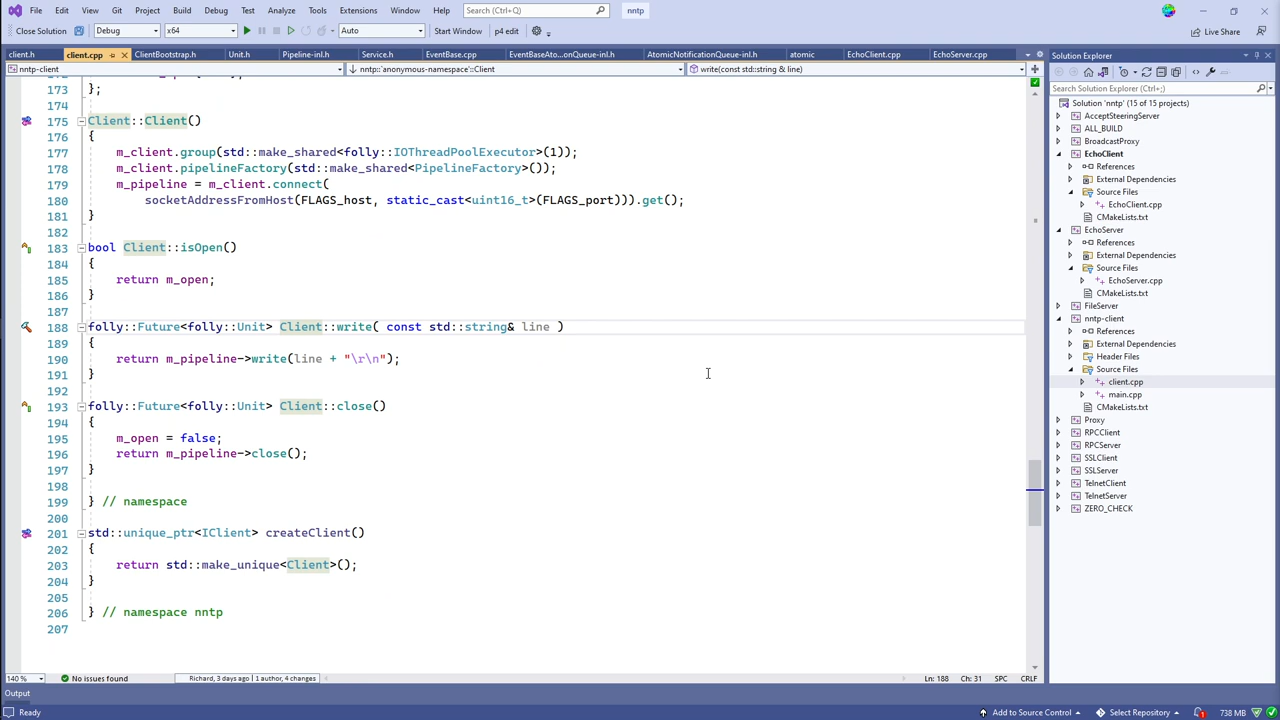 File Edit View Git Project Build Debug Test Analyze Tools Extensions Window Help Search (Ctrl+Q) nntp
Close Solution Debug x64 Auto Start Window p4 edit Live Share
client.h client.cpp ClientBootstrap.h Unit.h Pipeline-inl.h Service.h EventBase.cpp EventBaseAto...onQueue-inl.h AtomicNotificationQueue-inl.h atomic EchoClient.cpp EchoServer.cpp
nntp-client nntp::`anonymous-namespace'::Client write(const std::string & line)
173 };
174
175 Client::Client()
176 {
177 m_client.group(std::make_shared<folly::IOThreadPoolExecutor>(1));
178 m_client.pipelineFactory(std::make_shared<PipelineFactory>());
179 m_pipeline = m_client.connect(
180 socketAddressFromHost(FLAGS_host, static_cast<uint16_t>(FLAGS_port))).get();
181 }
182
183 bool Client::isOpen()
184 {
185 return m_open;
186 }
187
188 folly::Future<folly::Unit> Client::write( const std::string& line )
189 {
190 return m_pipeline->write(line + "\r\n");
191 }
192
193 folly::Future<folly::Unit> Client::close()
194 {
195 m_open = false;
196 return m_pipeline->close();
197 }
198
199 } // namespace
200
201 std::unique_ptr<IClient> createClient()
202 {
203 return std::make_unique<Client>();
204 }
205
206 } // namespace nntp
207
140 % No issues found Richard, 3 days ago | 1 author, 4 changes Ln: 188 Ch: 31 SPC CRLF
Output
Ready Add to Source Control Select Repository 1 738 MB
Solution Explorer
Search Solution Explorer (Ctrl+;)
Solution 'nntp' (15 of 15 projects)
AcceptSteeringServer
ALL_BUILD
BroadcastProxy
EchoClient
References
External Dependencies
Source Files
EchoClient.cpp
CMakeLists.txt
EchoServer
References
External Dependencies
Source Files
EchoServer.cpp
CMakeLists.txt
FileServer
nntp-client
References
External Dependencies
Header Files
Source Files
client.cpp
main.cpp
CMakeLists.txt
Proxy
RPCClient
RPCServer
SSLClient
SSLServer
TelnetClient
TelnetServer
ZERO_CHECK